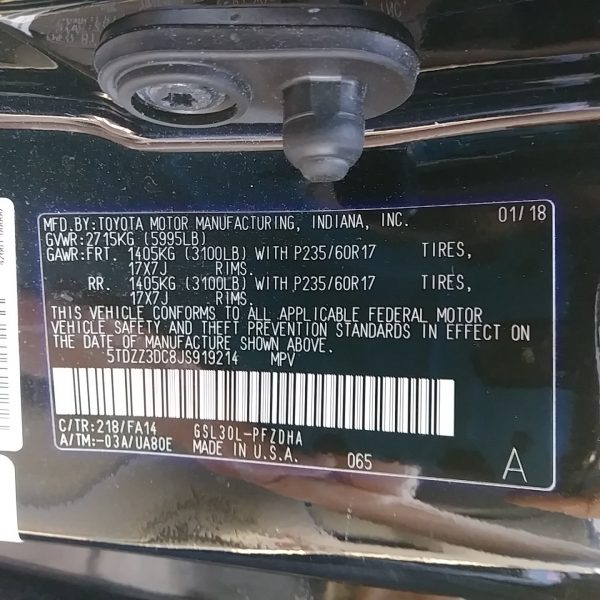 MFD.BY:TOYOTA MOTOR MANUFACTURING, INDIANA, INC. 01/18
GVWR:2715KG (5995LB)
GAWR:FRT. 1405KG (3100LB) WITH P235/60R17 TIRES,
17X7J RIMS.
RR. 1405KG (3100LB) WITH P235/60R17 TIRES,
17X7J RIMS.
THIS VEHICLE CONFORMS TO ALL APPLICABLE FEDERAL MOTOR
VEHICLE SAFETY AND THEFT PREVENTION STANDARDS IN EFFECT ON
THE DATE OF MANUFACTURE SHOWN ABOVE.
5TDZZ3DC8JS919214 MPV
C/TR:218/FA14 GSL30L-PFZDHA
A/TM:-03A/UA80E MADE IN U.S.A. 065 A